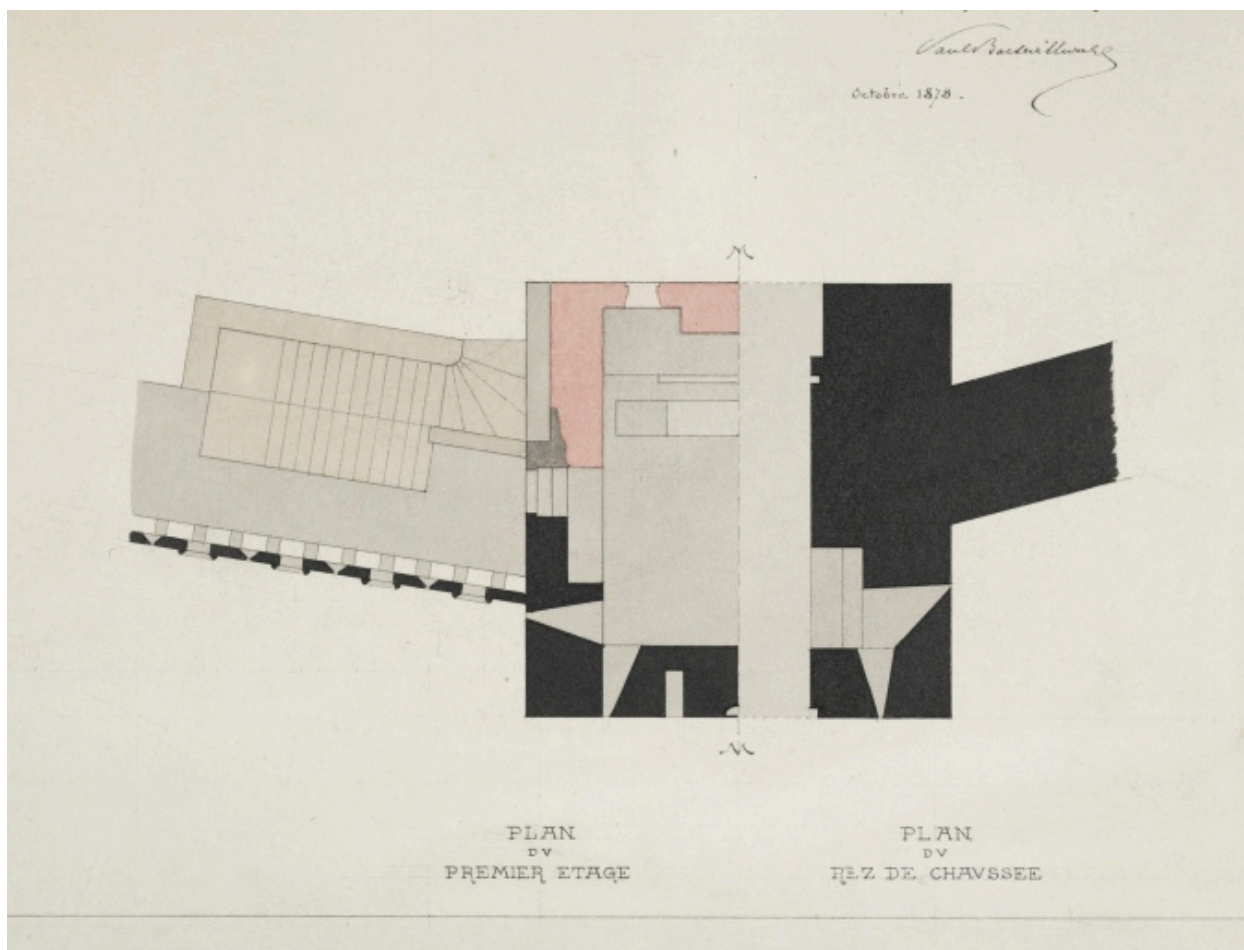 Paul Boeswillwald
Octobre 1878.
M
M
PLAN
DV
PREMIER ETAGE
PLAN
DV
REZ DE CHAVSSEE